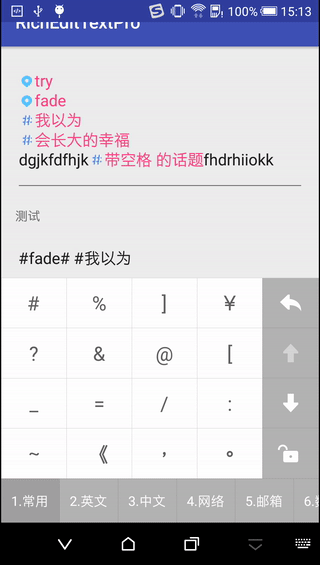 100% 15:13
RichEditTextPro
try
fade
#我以为
#会长大的幸福
dgjkfdfhjk#带空格 的话题fhdrhiiokk
测试
#fade# #我以为
# % ] ¥
? & @ [
_ = / :
~ 《 ， 。
1.常用 2.英文 3.中文 4.网络 5.邮箱